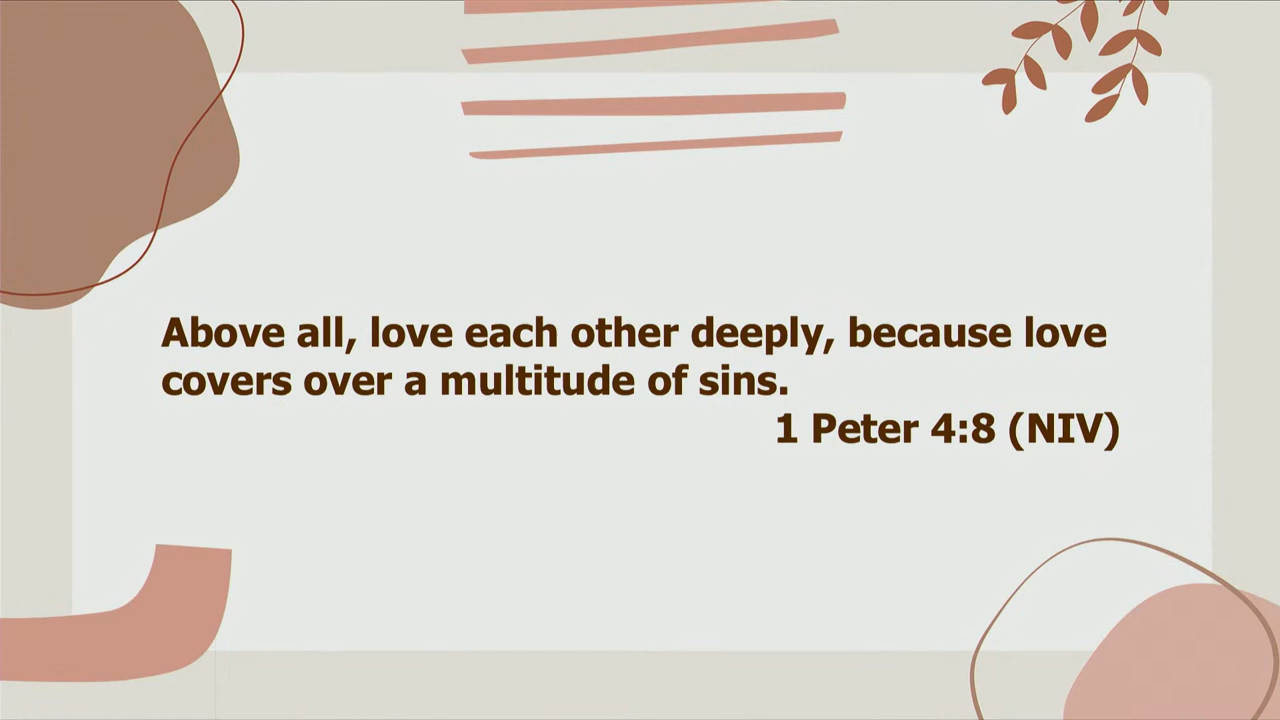 Above all, love each other deeply, because love
covers over a multitude of sins.
1 Peter 4:8 (NIV)